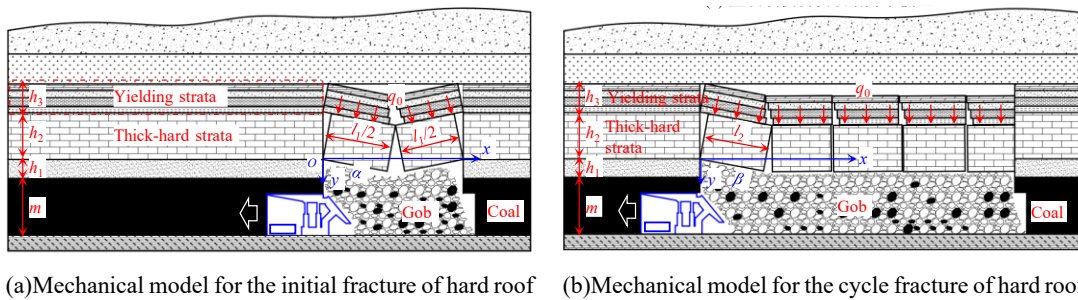 h3 Yielding strata q0
h2 Thick-hard strata l1/2 l1/2
O x
h1 y α
m Gob Coal
(a)Mechanical model for the initial fracture of hard roof
h3 Yielding strata q0
h2 Thick-hard l2
strata
x
h1 y β
m Gob Coal
(b)Mechanical model for the cycle fracture of hard roo